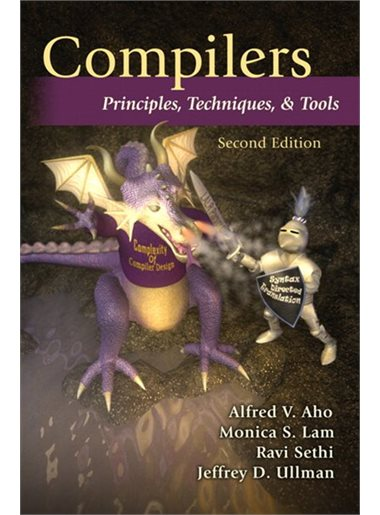 Compilers
Principles, Techniques, & Tools
Second Edition
Complexity
Of
Compiler Design
Syntax
Directed
Translation
Alfred V. Aho
Monica S. Lam
Ravi Sethi
Jeffrey D. Ullman